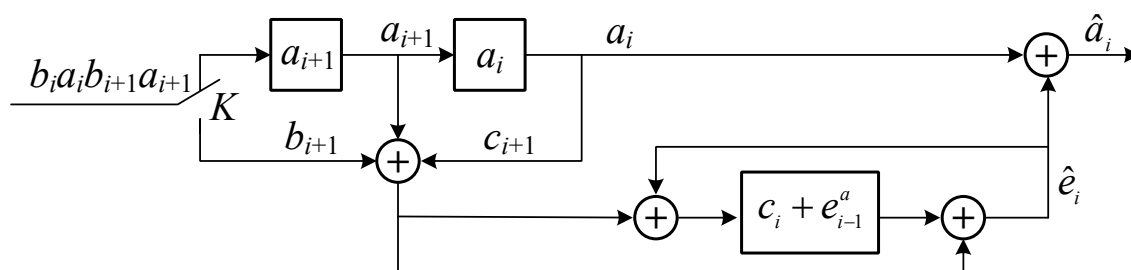 b_i a_i b_{i+1} a_{i+1}
K
a_{i+1}
a_{i+1}
a_i
a_i
â_i
b_{i+1}
+
c_{i+1}
+
+
c_i + e^a_{i-1}
+
ê_i